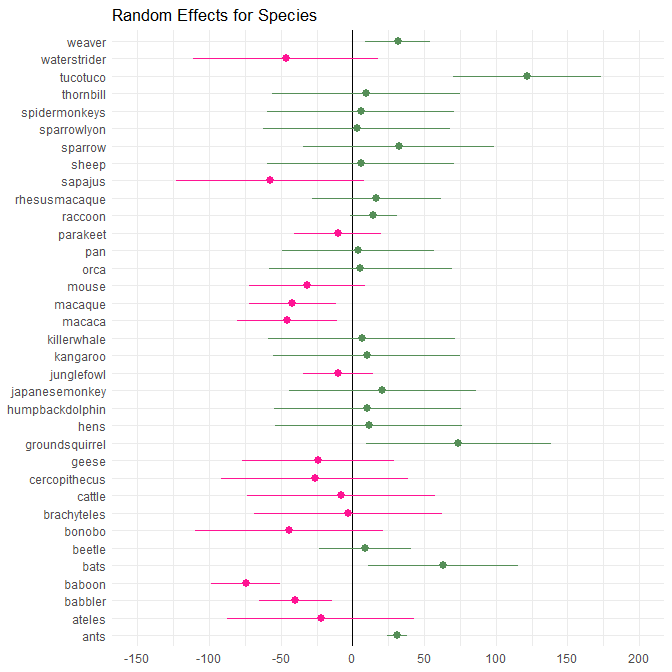 Random Effects for Species
weaver
waterstrider
tucotuco
thornbill
spidermonkeys
sparrowlyon
sparrow
sheep
sapajus
rhesusmacaque
raccoon
parakeet
pan
orca
mouse
macaque
macaca
killerwhale
kangaroo
junglefowl
japanesemonkey
humpbackdolphin
hens
groundsquirrel
geese
cercopithecus
cattle
brachyteles
bonobo
beetle
bats
baboon
babbler
ateles
ants
-150 -100 -50 0 50 100 150 200